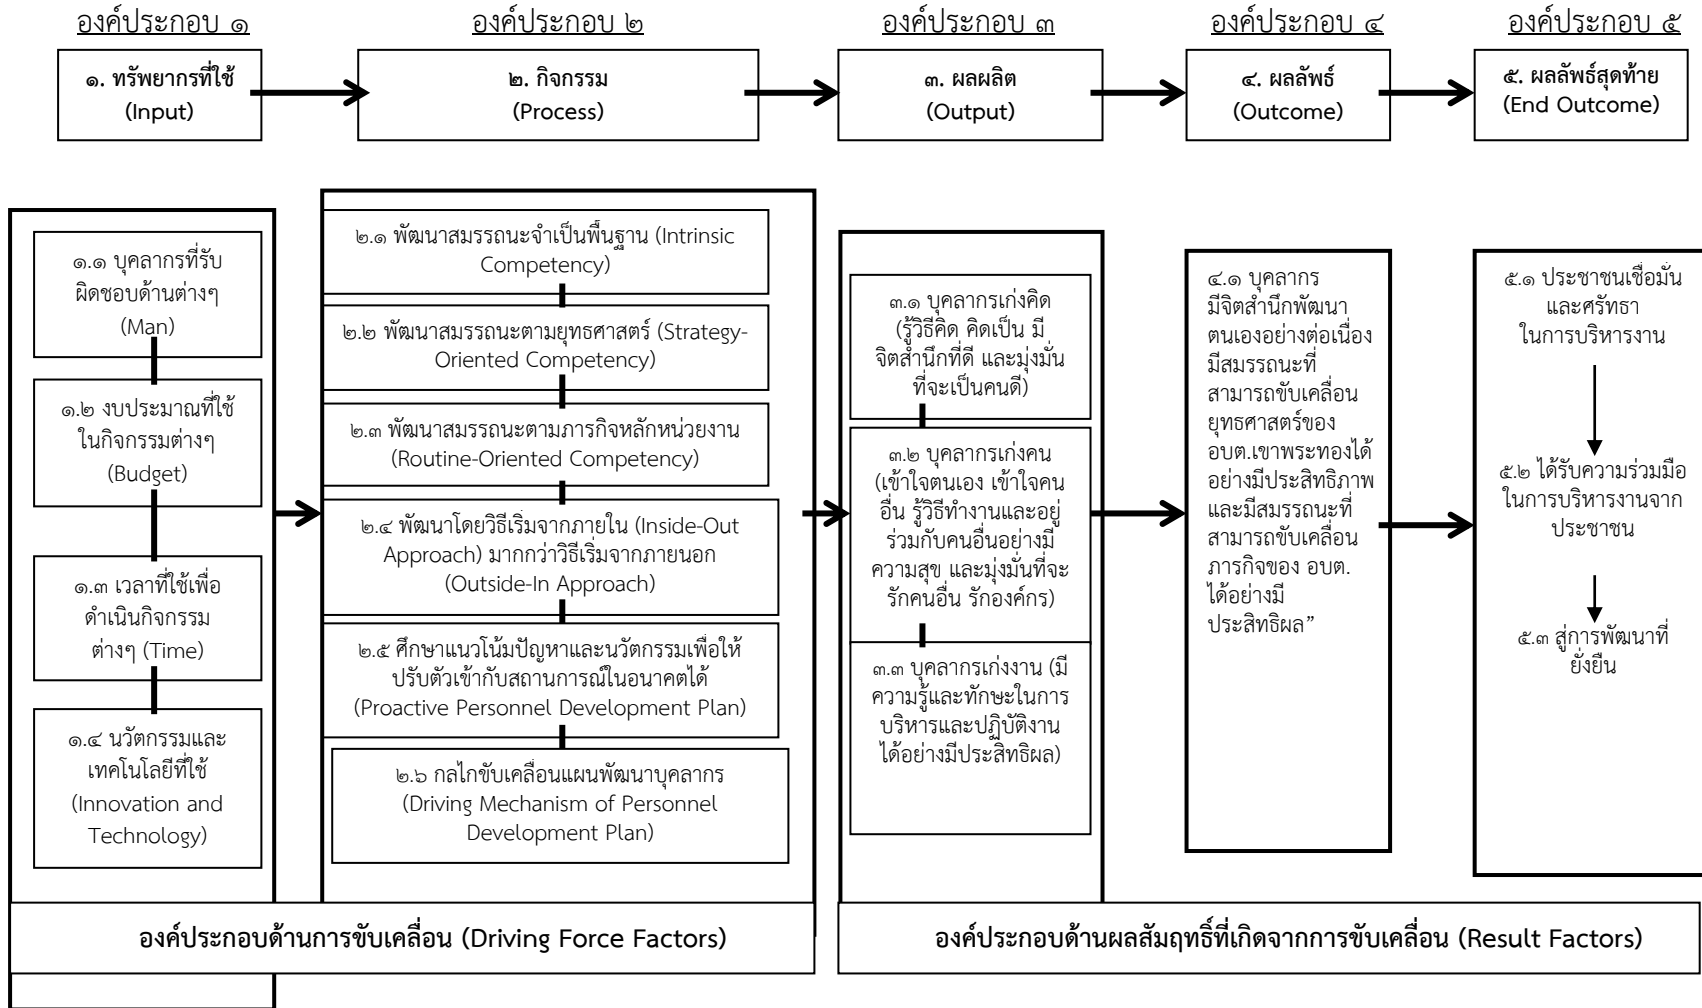 องค์ประกอบ ๑
องค์ประกอบ ๒
องค์ประกอบ ๓
องค์ประกอบ ๔
องค์ประกอบ ๕
๑. ทรัพยากรที่ใช้
(Input)
๒. กิจกรรม
(Process)
๓. ผลผลิต
(Output)
๔. ผลลัพธ์
(Outcome)
๕. ผลลัพธ์สุดท้าย
(End Outcome)
๑.๑ บุคลากรที่รับ
ผิดชอบด้านต่างๆ
(Man)
๑.๒ งบประมาณที่ใช้
ในกิจกรรมต่างๆ
(Budget)
๑.๓ เวลาที่ใช้เพื่อ
ดำเนินกิจกรรม
ต่างๆ (Time)
๑.๔ นวัตกรรมและ
เทคโนโลยีที่ใช้
(Innovation and
Technology)
๒.๑ พัฒนาสมรรถนะจำเป็นพื้นฐาน (Intrinsic
Competency)
๒.๒ พัฒนาสมรรถนะตามยุทธศาสตร์ (Strategy-
Oriented Competency)
๒.๓ พัฒนาสมรรถนะตามภารกิจหลักหน่วยงาน
(Routine-Oriented Competency)
๒.๔ พัฒนาโดยวิธีเริ่มจากภายใน (Inside-Out
Approach) มากกว่าวิธีเริ่มจากภายนอก
(Outside-In Approach)
๒.๕ ศึกษาแนวโน้มปัญหาและนวัตกรรมเพื่อให้
ปรับตัวเข้ากับสถานการณ์ในอนาคตได้
(Proactive Personnel Development Plan)
๒.๖ กลไกขับเคลื่อนแผนพัฒนาบุคลากร
(Driving Mechanism of Personnel
Development Plan)
๓.๑ บุคลากรเก่งคิด
(รู้วิธีคิด คิดเป็น มี
จิตสำนึกที่ดี และมุ่งมั่น
ที่จะเป็นคนดี)
๓.๒ บุคลากรเก่งคน
(เข้าใจตนเอง เข้าใจคน
อื่น รู้วิธีทำงานและอยู่
ร่วมกับคนอื่นอย่างมี
ความสุข และมุ่งมั่นที่จะ
รักคนอื่น รักองค์กร)
๓.๓ บุคลากรเก่งงาน (มี
ความรู้และทักษะในการ
บริหารและปฏิบัติงาน
ได้อย่างมีประสิทธิผล)
๔.๑ บุคลากร
มีจิตสำนึกพัฒนา
ตนเองอย่างต่อเนื่อง
มีสมรรถนะที่
สามารถขับเคลื่อน
ยุทธศาสตร์ของ
อบต.เขาพระทองได้
อย่างมีประสิทธิภาพ
และมีสมรรถนะที่
สามารถขับเคลื่อน
ภารกิจของ อบต.
ได้อย่างมี
ประสิทธิผล”
๕.๑ ประชาชนเชื่อมั่น
และศรัทธา
ในการบริหารงาน
๕.๒ ได้รับความร่วมมือ
ในการบริหารงานจาก
ประชาชน
๕.๓ สู่การพัฒนาที่
ยั่งยืน
องค์ประกอบด้านการขับเคลื่อน (Driving Force Factors)
องค์ประกอบด้านผลสัมฤทธิ์ที่เกิดจากการขับเคลื่อน (Result Factors)